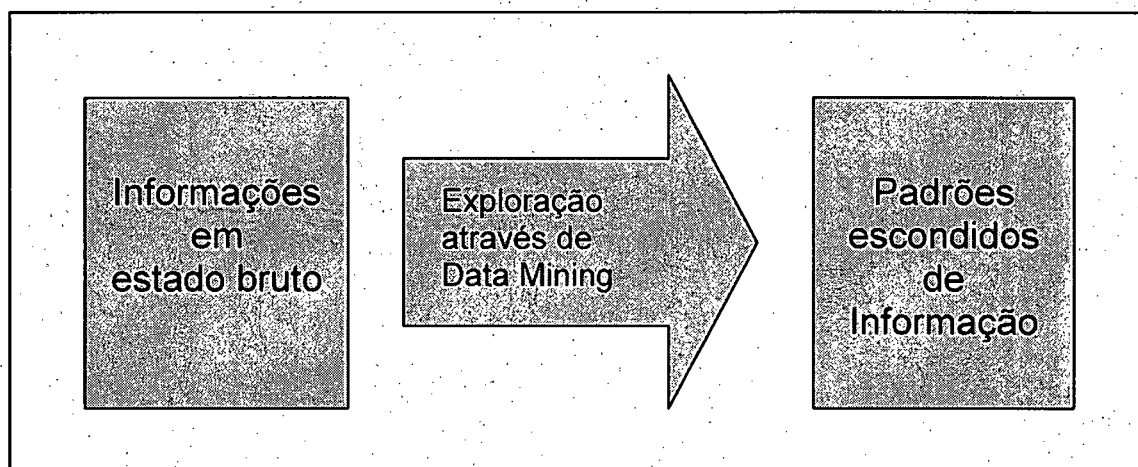 Informações
em
estado bruto
Exploração
através de
Data Mining
Padrões
escondidos
de
Informação